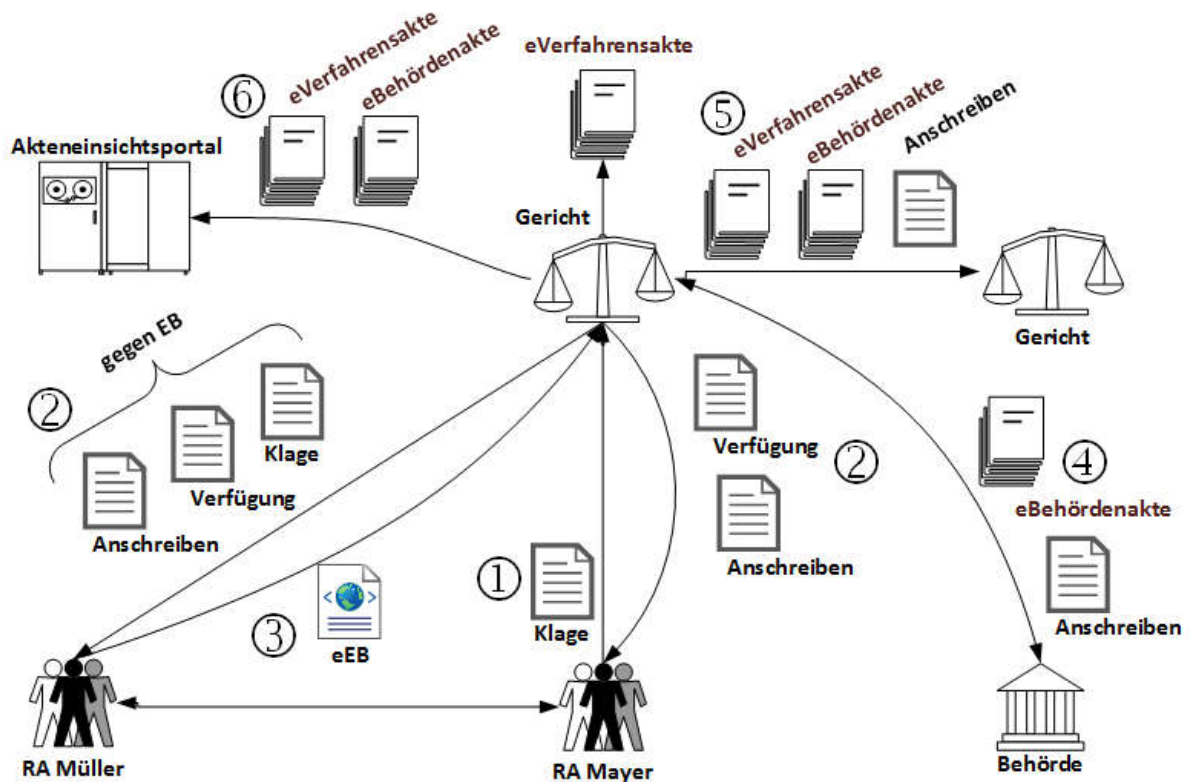 eVerfahrensakte
⑥
eVerfahrensakte
eBehördenakte
⑤
eVerfahrensakte
eBehördenakte
Anschreiben
Akteneinsichtsportal
Gericht
Gericht
gegen EB
②
Klage
Verfügung
Anschreiben
Verfügung
②
Anschreiben
④
eBehördenakte
Anschreiben
①
Klage
③
eEB
RA Müller
RA Mayer
Behörde